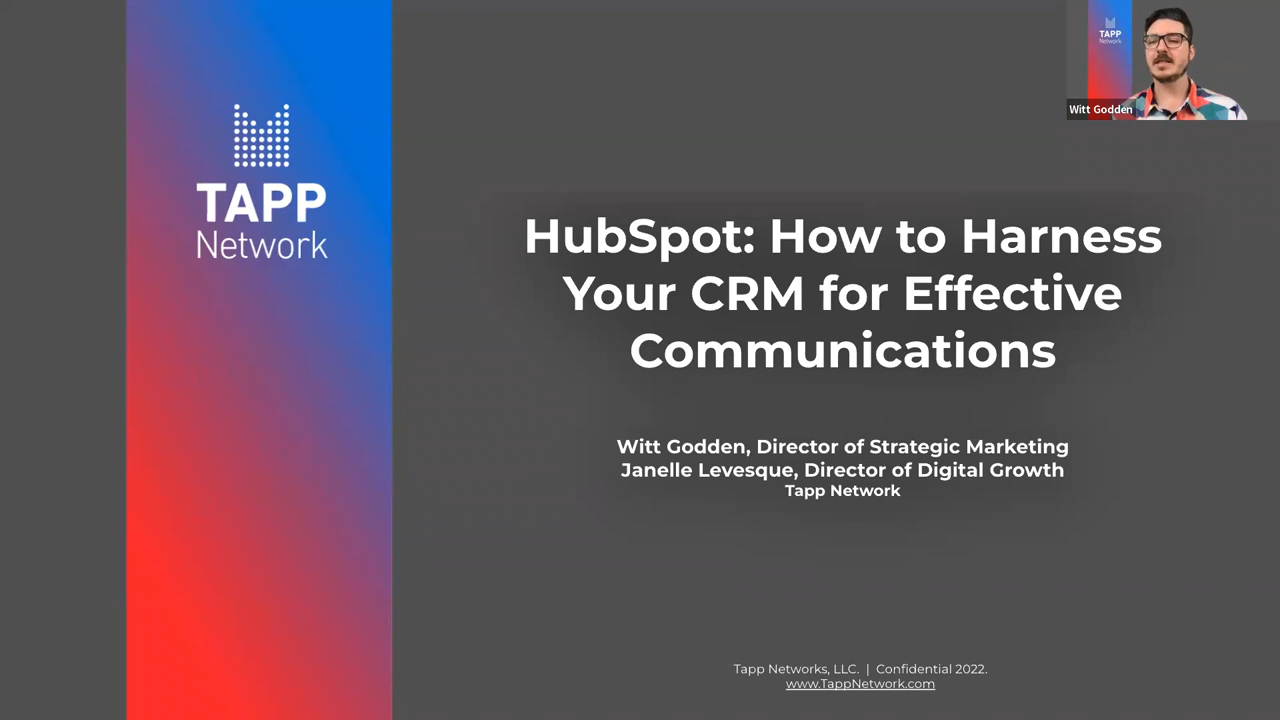 TAPP
Network
TAPP
Network
Witt Godden
HubSpot: How to Harness
Your CRM for Effective
Communications
Witt Godden, Director of Strategic Marketing
Janelle Levesque, Director of Digital Growth
Tapp Network
Tapp Networks, LLC. | Confidential 2022.
www.TappNetwork.com